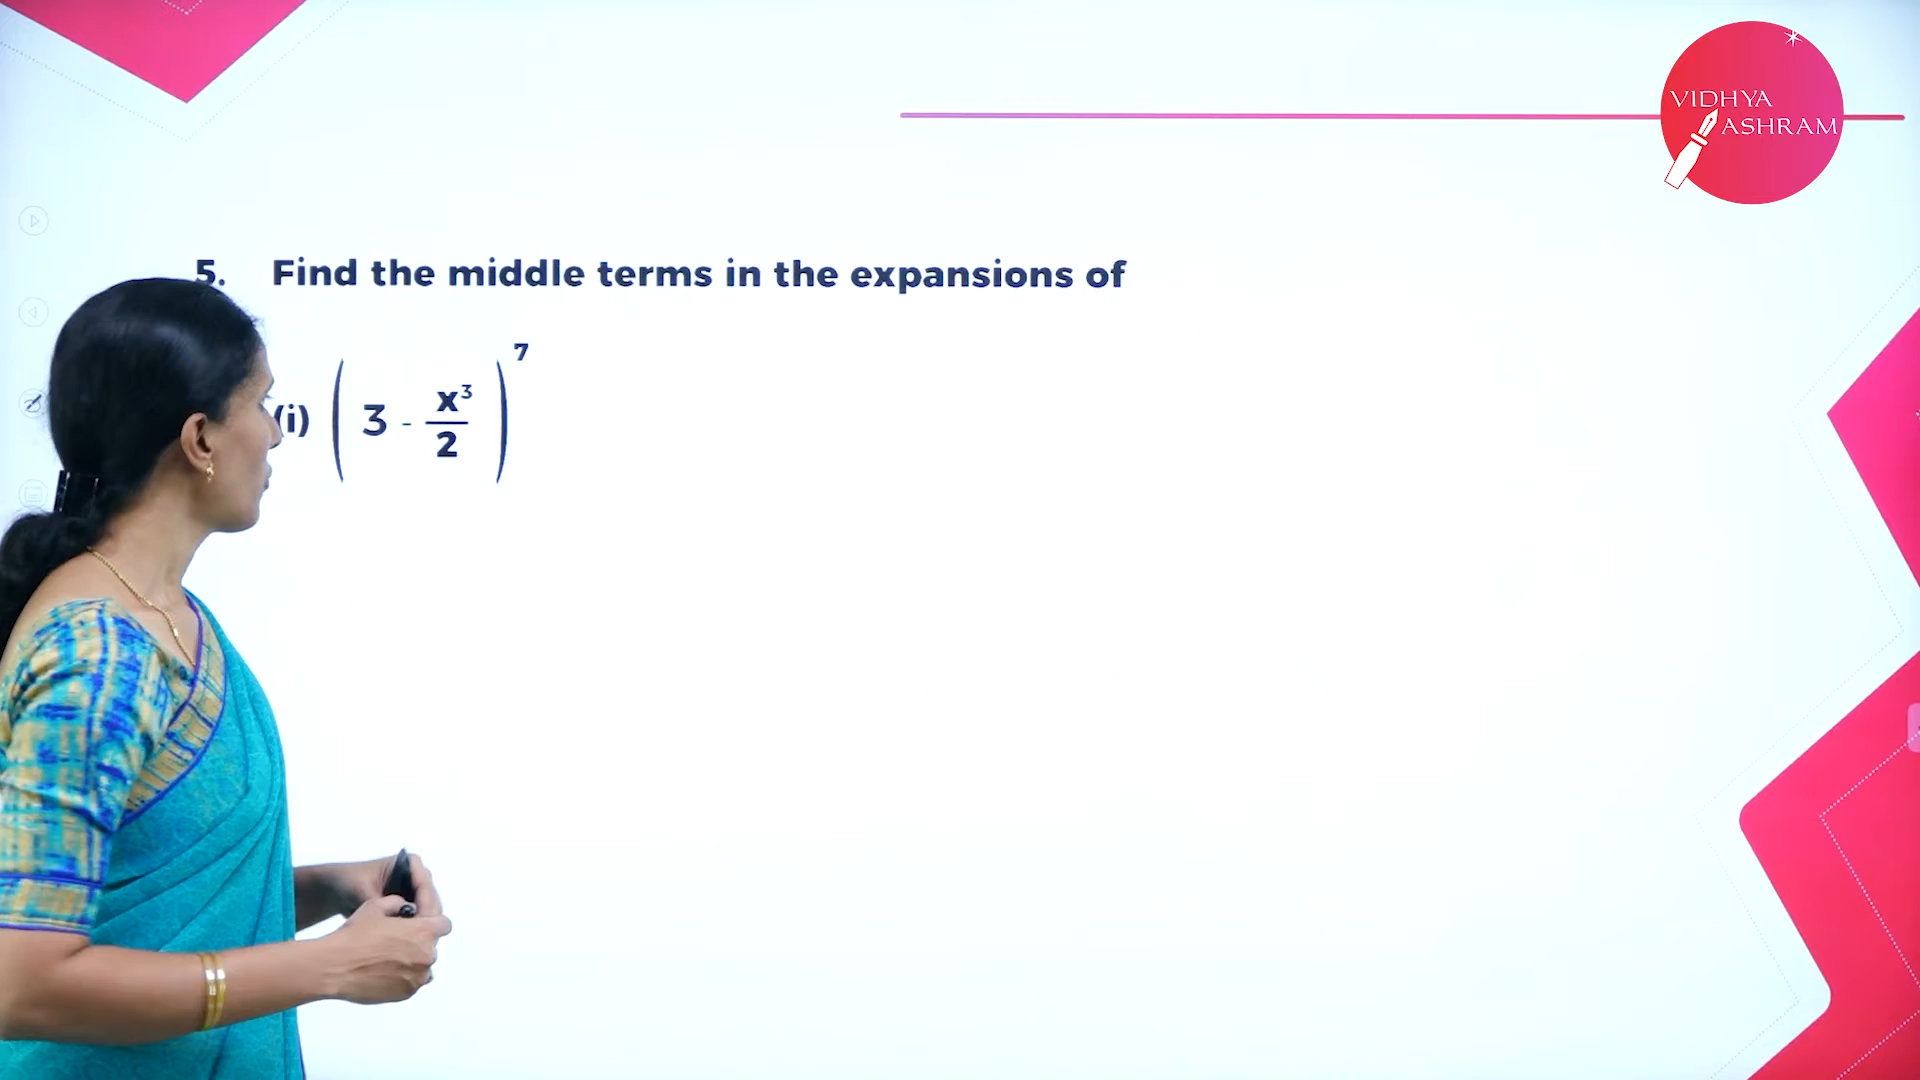 VIDHYA
ASHRAM
5. Find the middle terms in the expansions of
(i) ( 3 - x³/2 )⁷